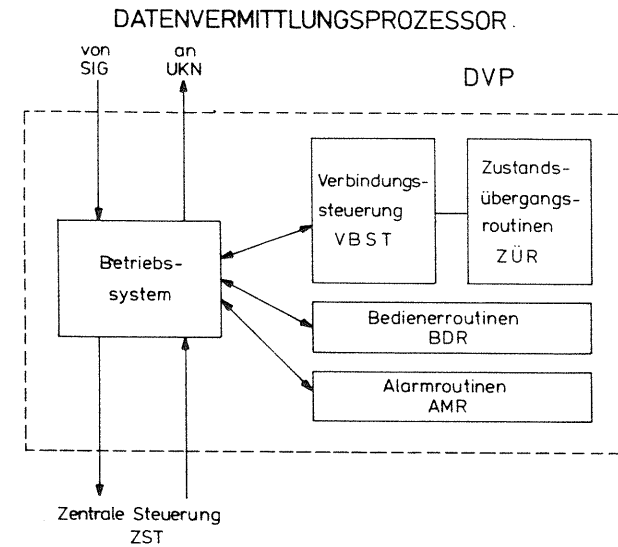 DATENVERMITTLUNGSPROZESSOR
von
SIG
an
UKN
DVP
Verbindungs-
steuerung
VBST
Zustands-
übergangs-
routinen
ZÜR
Betriebs-
system
Bedienerroutinen
BDR
Alarmroutinen
AMR
Zentrale Steuerung
ZST